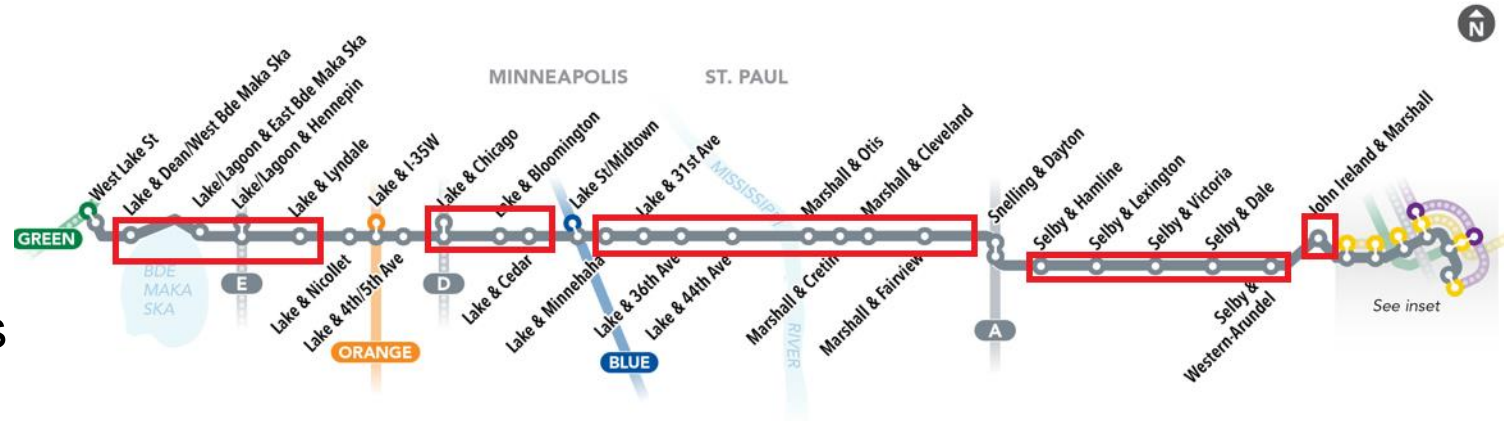 N
MINNEAPOLIS
ST. PAUL
West Lake St
Lake & Dean/West Bde Maka Ska
Lake/Lagoon & East Bde Maka Ska
Lake/Lagoon & Hennepin
Lake & Lyndale
Lake & Nicollet
Lake & I-35W
Lake & 4th/5th Ave
Lake & Chicago
Lake & Bloomington
Lake & Cedar
Lake St/Midtown
Lake & Minnehaha
Lake & 31st Ave
Lake & 36th Ave
Lake & 44th Ave
Marshall & Otis
Marshall & Cretin
Marshall & Cleveland
Marshall & Fairview
Snelling & Dayton
Selby & Hamline
Selby & Lexington
Selby & Victoria
Selby & Dale
Selby &
Western-Arundel
John Ireland & Marshall
GREEN
BDE
MAKA
SKA
E
ORANGE
D
BLUE
MISSISSIPPI
RIVER
A
See inset
s